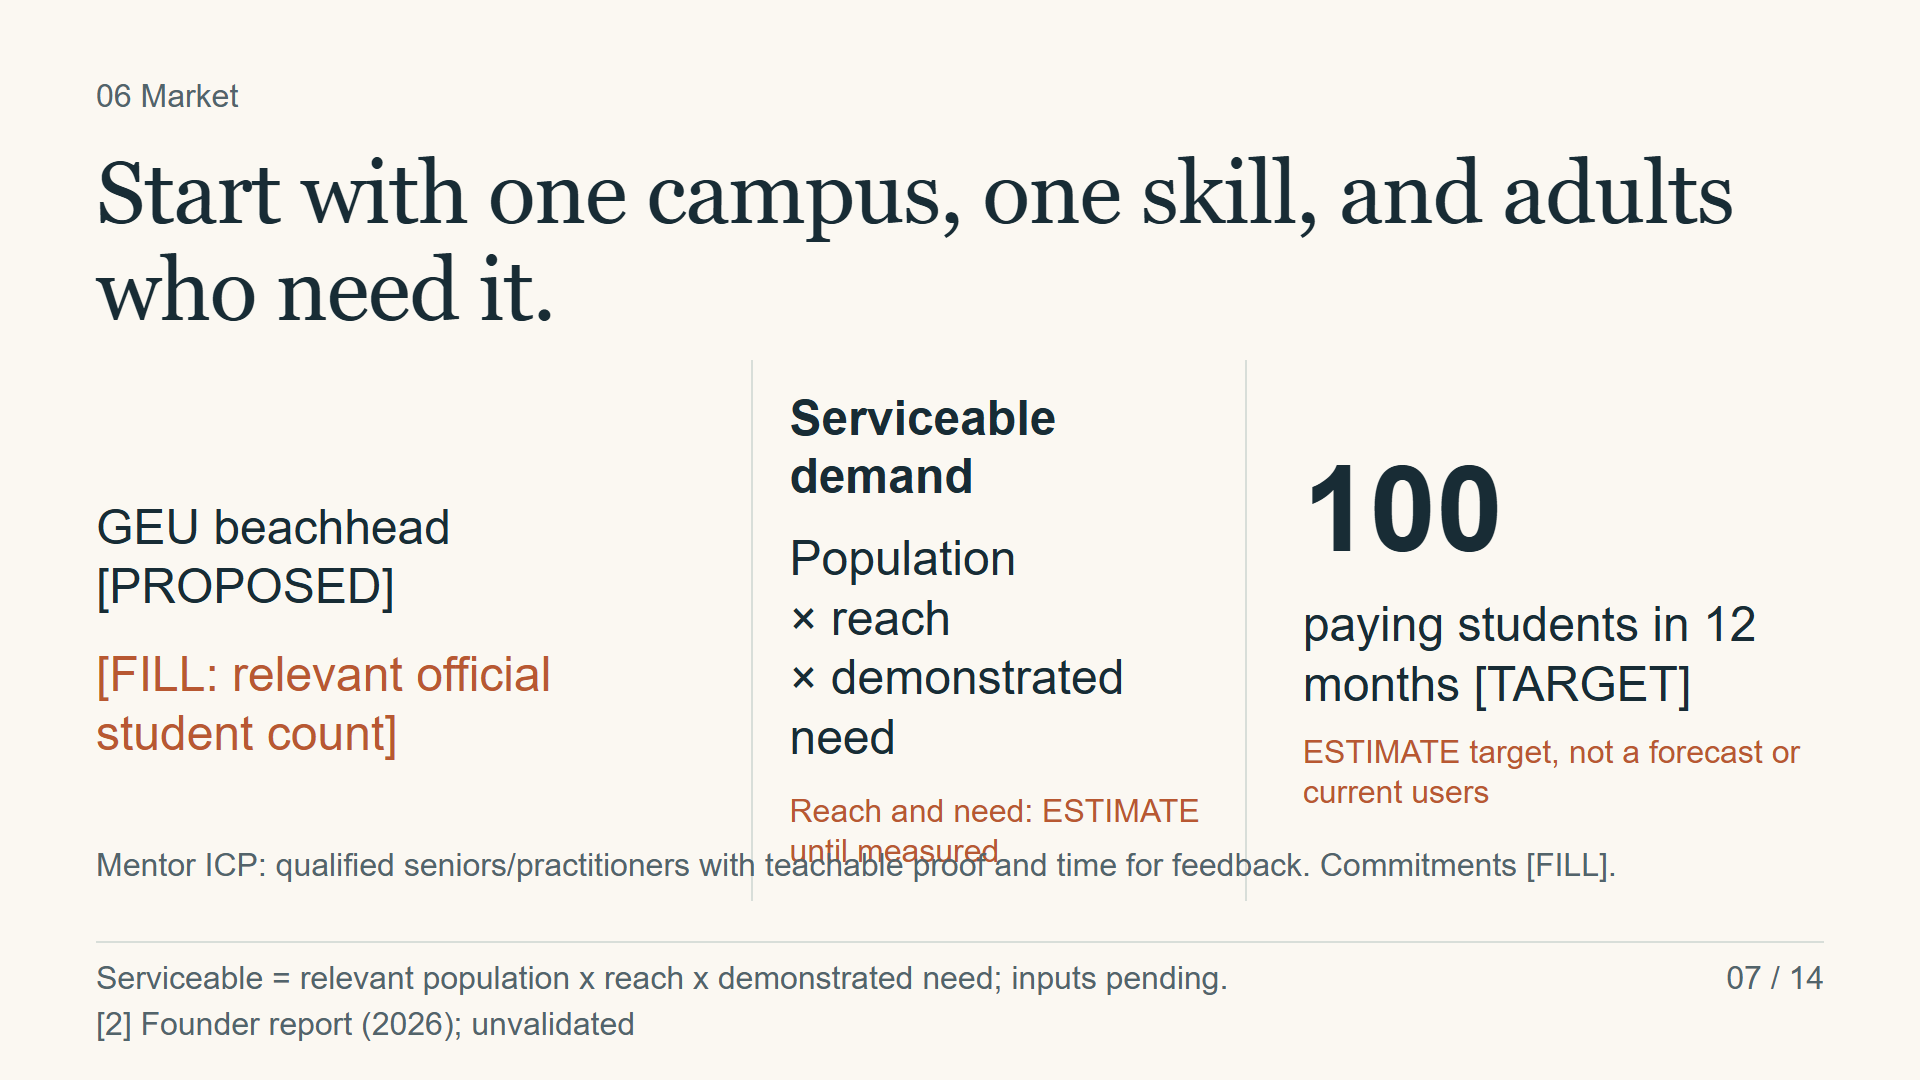 06 Market
Start with one campus, one skill, and adults
who need it.
GEU beachhead
[PROPOSED]
[FILL: relevant official
student count]
Serviceable
demand
Population
× reach
× demonstrated
need
Reach and need: ESTIMATE
until measured
100
paying students in 12
months [TARGET]
ESTIMATE target, not a forecast or
current users
Mentor ICP: qualified seniors/practitioners with teachable proof and time for feedback. Commitments [FILL].
Serviceable = relevant population x reach x demonstrated need; inputs pending.
07 / 14
[2] Founder report (2026); unvalidated